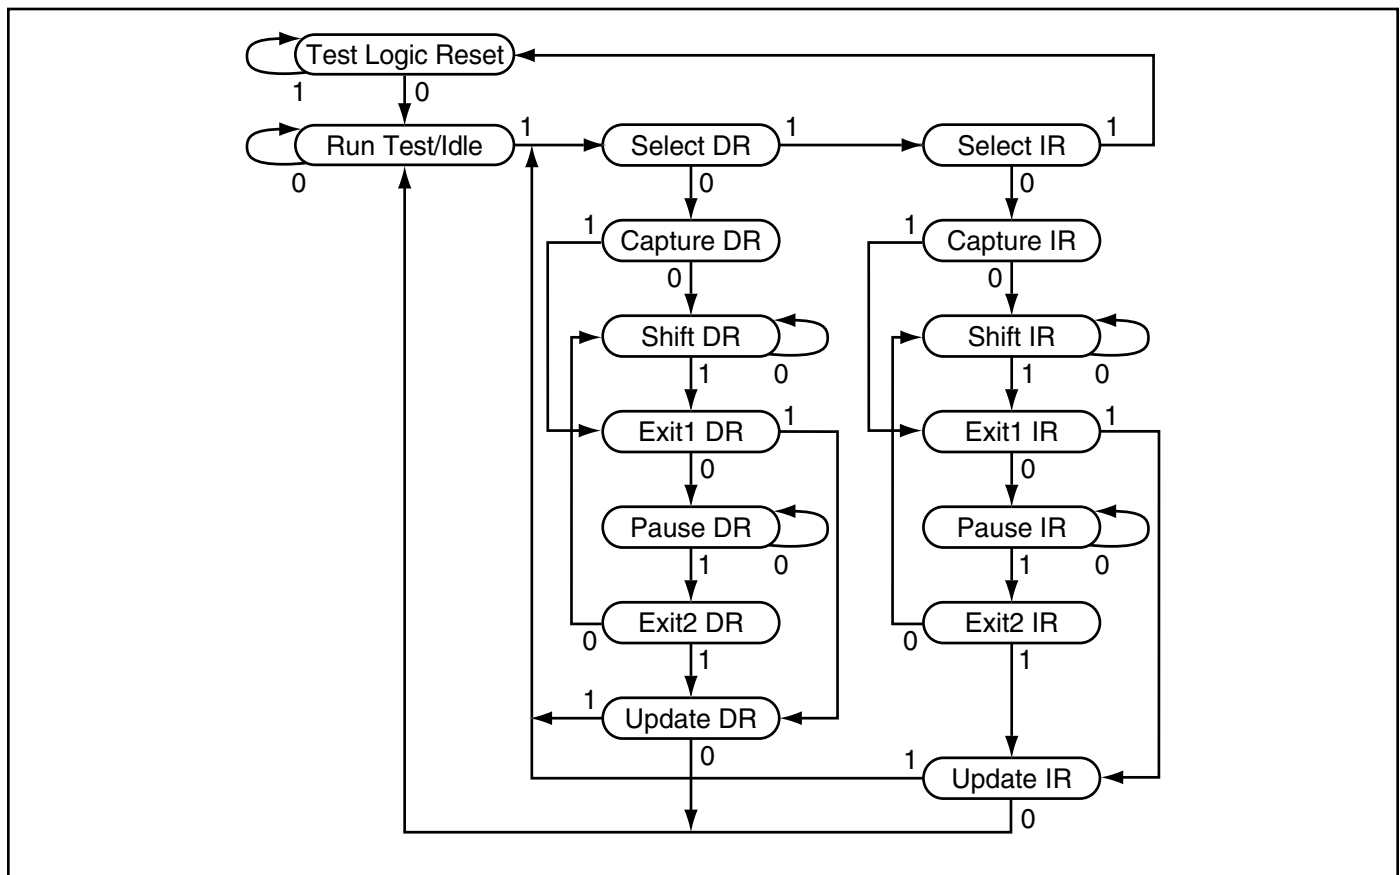 Test Logic Reset
1
0
Run Test/Idle
1
Select DR
1
Select IR
1
0
0
0
1
Capture DR
1
Capture IR
0
0
Shift DR
Shift IR
1
0
1
0
Exit1 DR
1
Exit1 IR
1
0
0
Pause DR
Pause IR
1
0
1
0
Exit2 DR
Exit2 IR
0
1
0
1
1
Update DR
0
1
Update IR
0